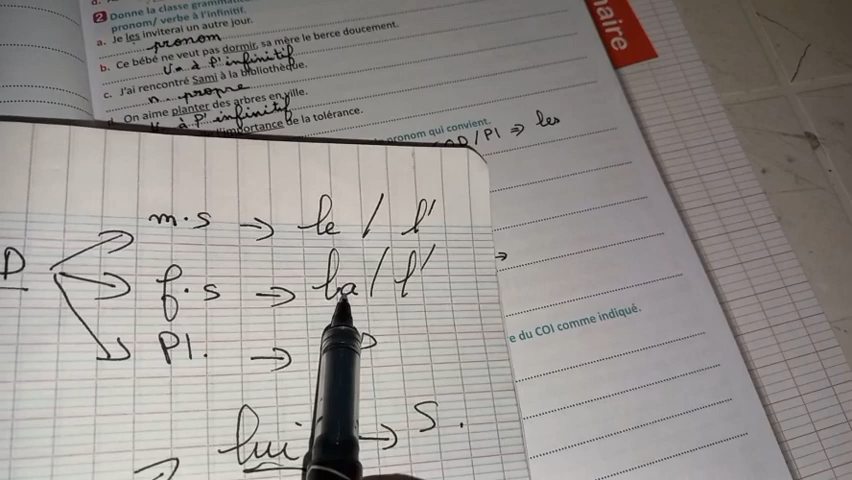 2 Donne la classe grammatic
pronom/ verbe à l'infinitif.
a. Je les inviterai un autre jour.
pronom
b. Ce bébé ne veut pas dormir, sa mère le berce doucement.
V. à l'infinitif
c. J'ai rencontré Sami à la bibliothèque.
n. propre
On aime planter des arbres en ville.
à l'infinitif
l'importance de la tolérance.
pronom qui convient.
/Pl ⇒ les
m.s → le / l'
D
f.s → la / l'
Pl. →
e du COI comme indiqué.
lui → S.
naire